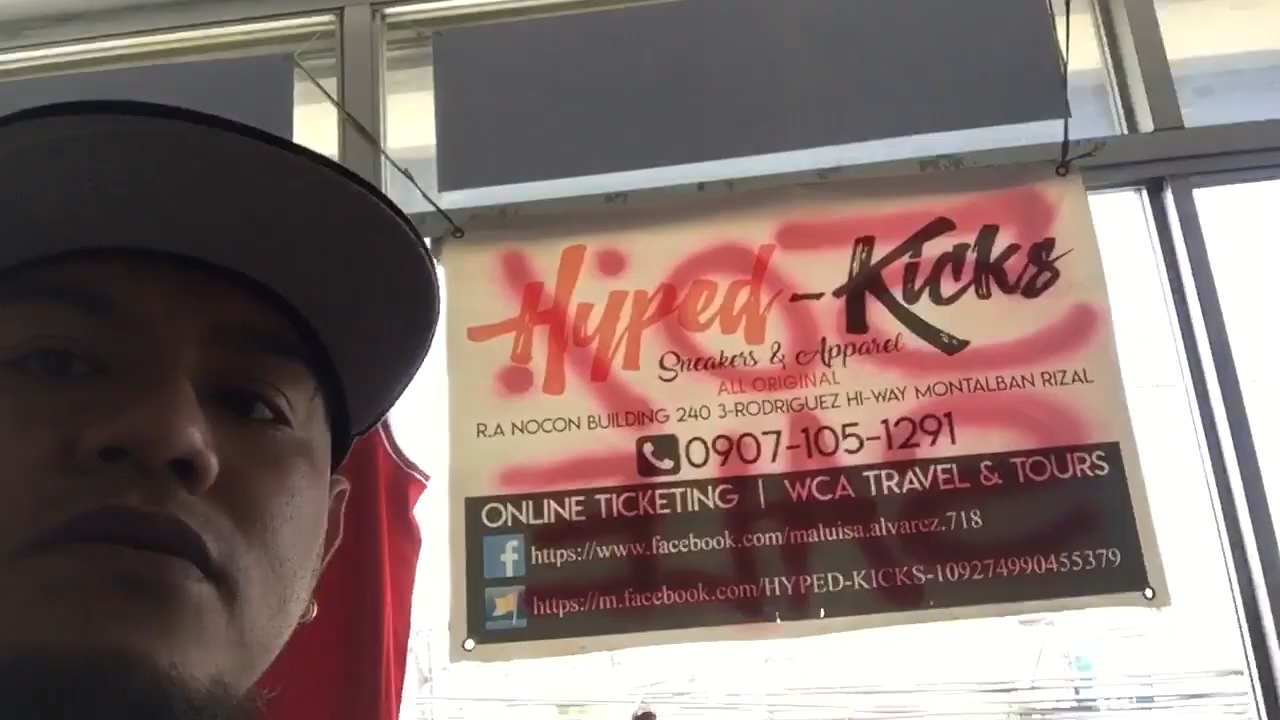 Hyped-Kicks
Sneakers & Apparel
ALL ORIGINAL
R.A NOCON BUILDING 240 3-RODRIGUEZ HI-WAY MONTALBAN RIZAL
0907-105-1291
ONLINE TICKETING | WCA TRAVEL & TOURS
f https://www.facebook.com/maluisa.alvarez.718
https://m.facebook.com/HYPED-KICKS-109274990455379